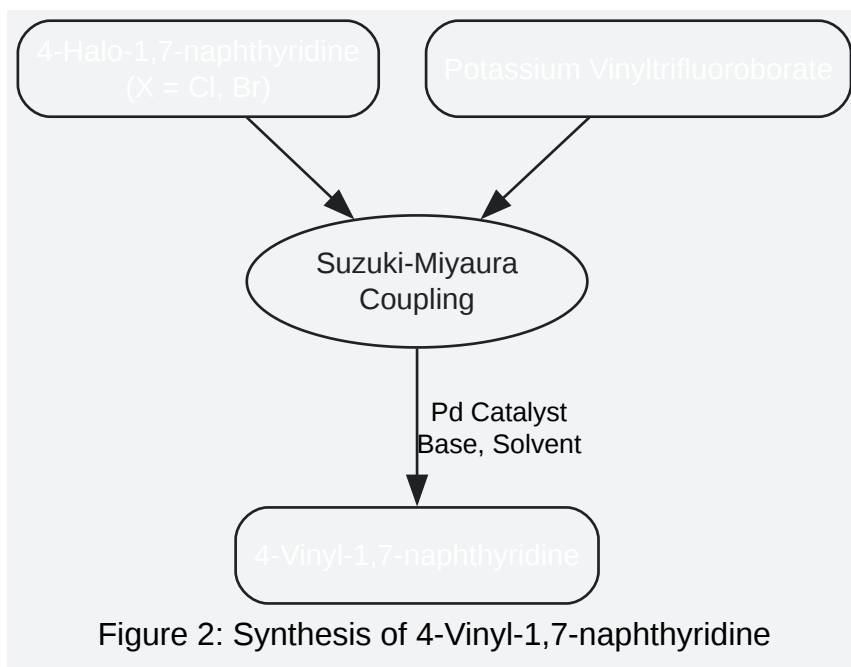 4-Halo-1,7-naphthyridine
(X = Cl, Br)
Potassium Vinyltrifluoroborate
Suzuki-Miyaura
Coupling
Pd Catalyst
Base, Solvent
4-Vinyl-1,7-naphthyridine
Figure 2: Synthesis of 4-Vinyl-1,7-naphthyridine